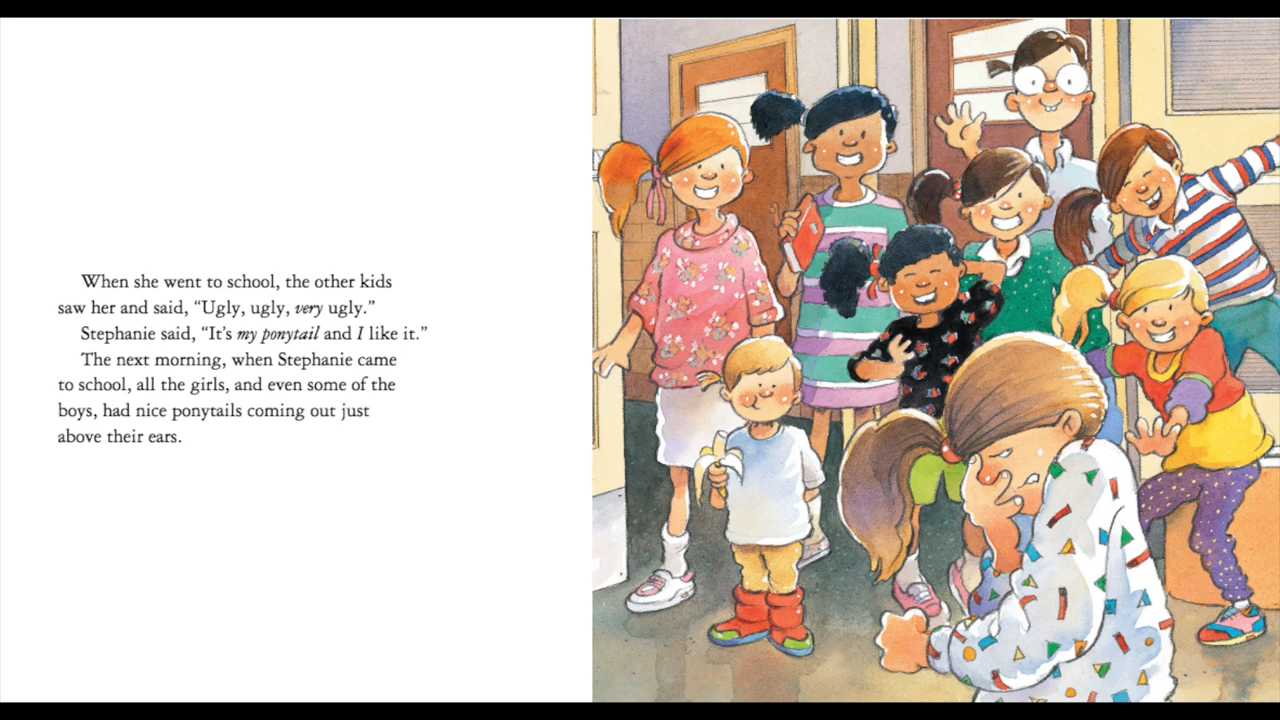 When she went to school, the other kids
saw her and said, “Ugly, ugly, very ugly.”
Stephanie said, “It’s my ponytail and I like it.”
The next morning, when Stephanie came
to school, all the girls, and even some of the
boys, had nice ponytails coming out just
above their ears.